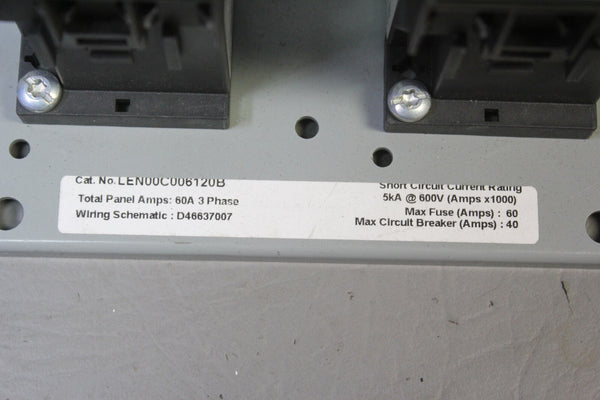 Cat. No. LEN00C006120B
Total Panel Amps: 60A 3 Phase
Wiring Schematic : D46637007
Short Circuit Current Rating
5kA @ 600V (Amps x1000)
Max Fuse (Amps) : 60
Max Circuit Breaker (Amps) : 40